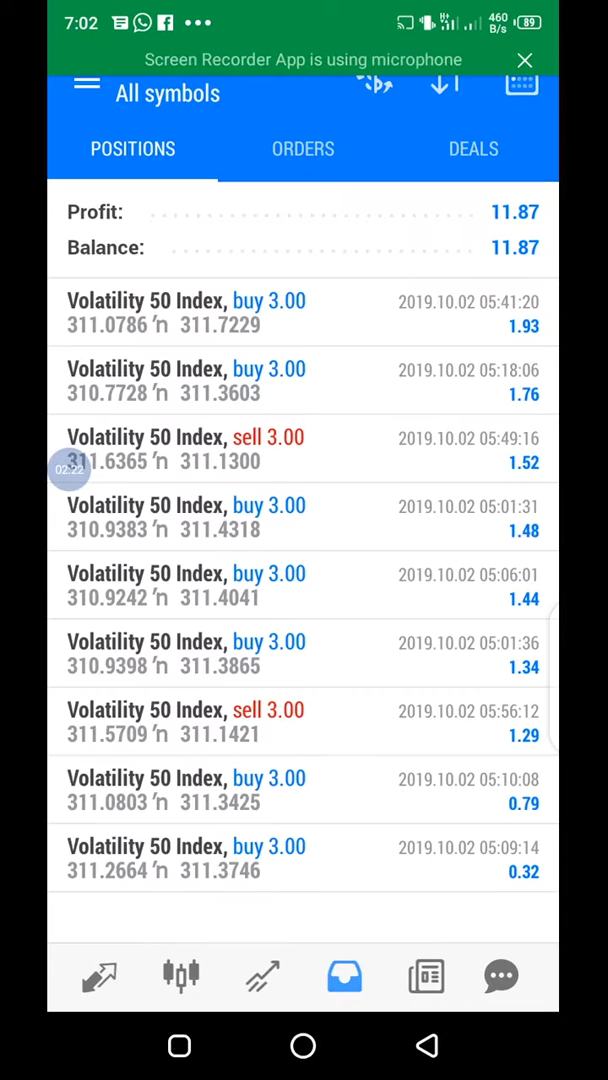 7:02
460
B/s
89
Screen Recorder App is using microphone
All symbols
POSITIONS ORDERS DEALS
Profit: 11.87
Balance: 11.87
Volatility 50 Index, buy 3.00 2019.10.02 05:41:20
311.0786 ‘n 311.7229 1.93
Volatility 50 Index, buy 3.00 2019.10.02 05:18:06
310.7728 ‘n 311.3603 1.76
Volatility 50 Index, sell 3.00 2019.10.02 05:49:16
311.6365 ‘n 311.1300 1.52
02:22
Volatility 50 Index, buy 3.00 2019.10.02 05:01:31
310.9383 ‘n 311.4318 1.48
Volatility 50 Index, buy 3.00 2019.10.02 05:06:01
310.9242 ‘n 311.4041 1.44
Volatility 50 Index, buy 3.00 2019.10.02 05:01:36
310.9398 ‘n 311.3865 1.34
Volatility 50 Index, sell 3.00 2019.10.02 05:56:12
311.5709 ‘n 311.1421 1.29
Volatility 50 Index, buy 3.00 2019.10.02 05:10:08
311.0803 ‘n 311.3425 0.79
Volatility 50 Index, buy 3.00 2019.10.02 05:09:14
311.2664 ‘n 311.3746 0.32